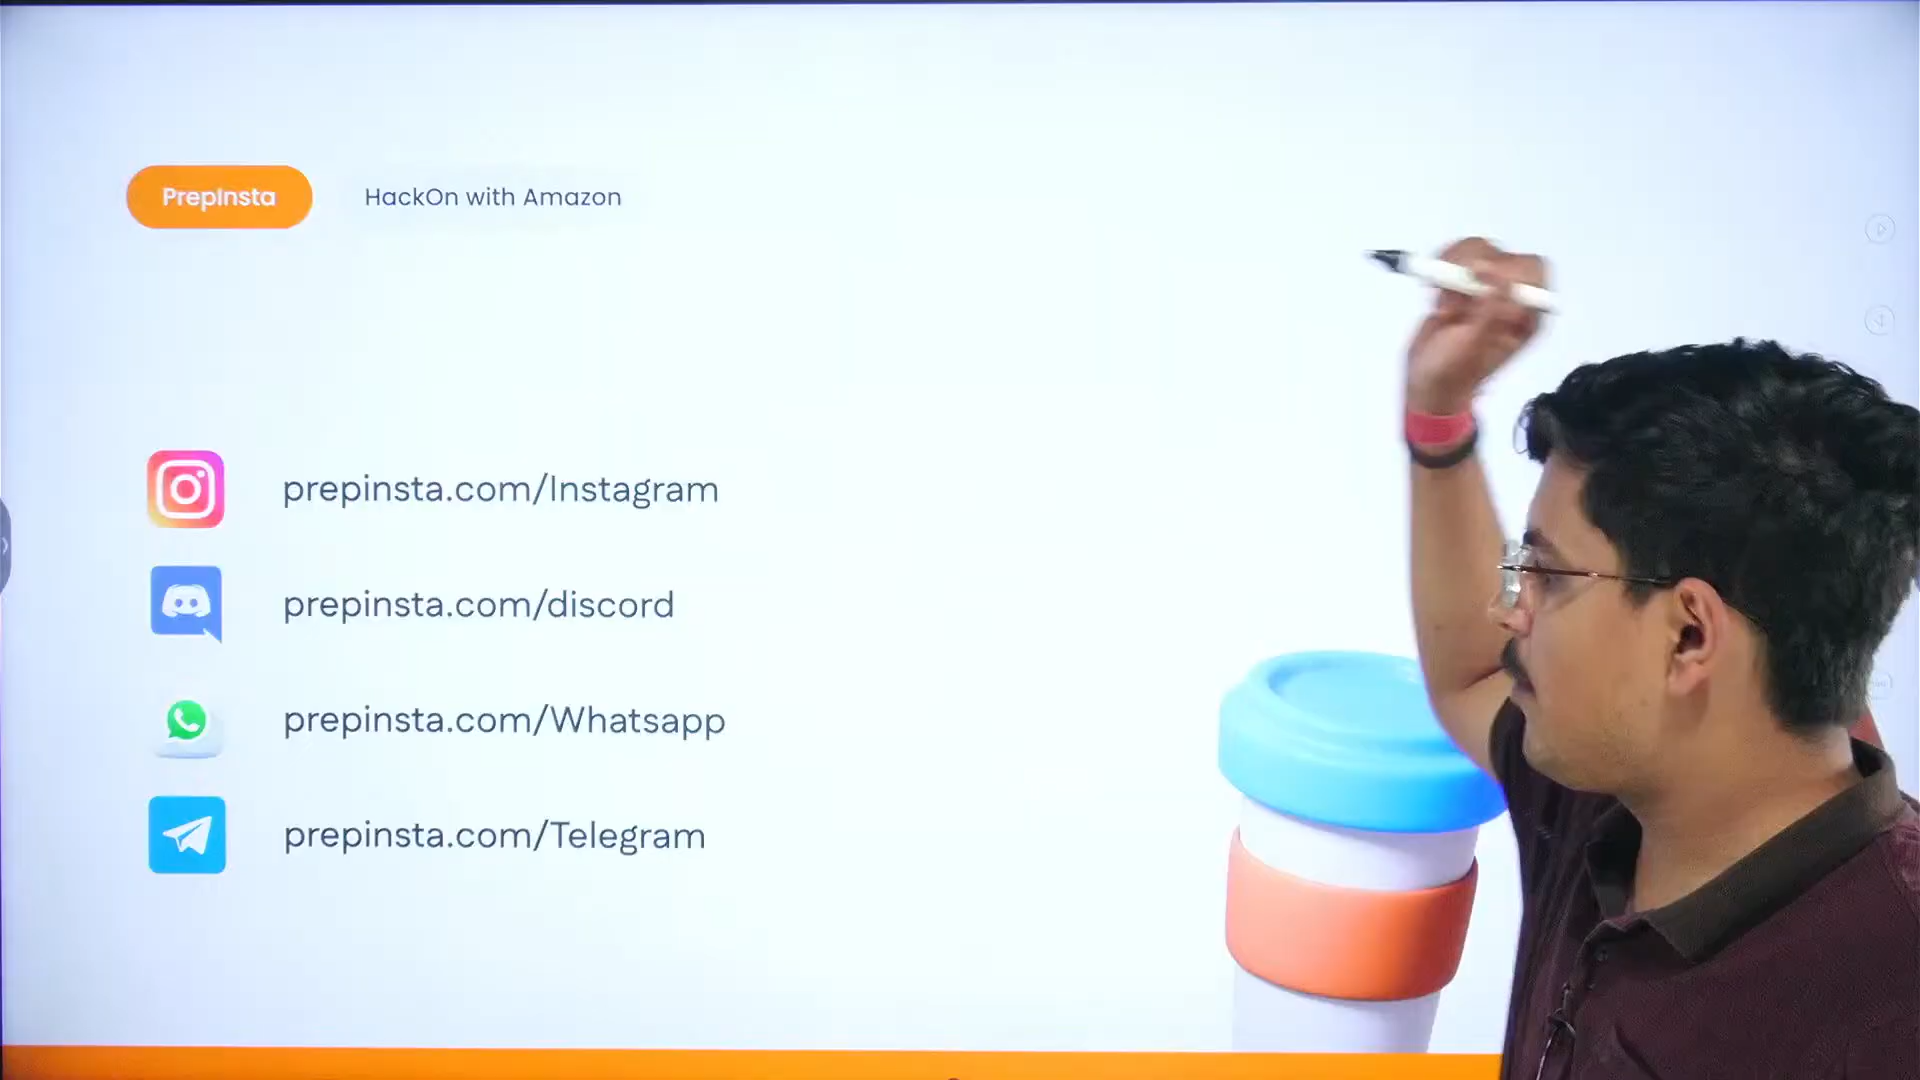 PrepInsta
HackOn with Amazon
prepinsta.com/Instagram
prepinsta.com/discord
prepinsta.com/Whatsapp
prepinsta.com/Telegram